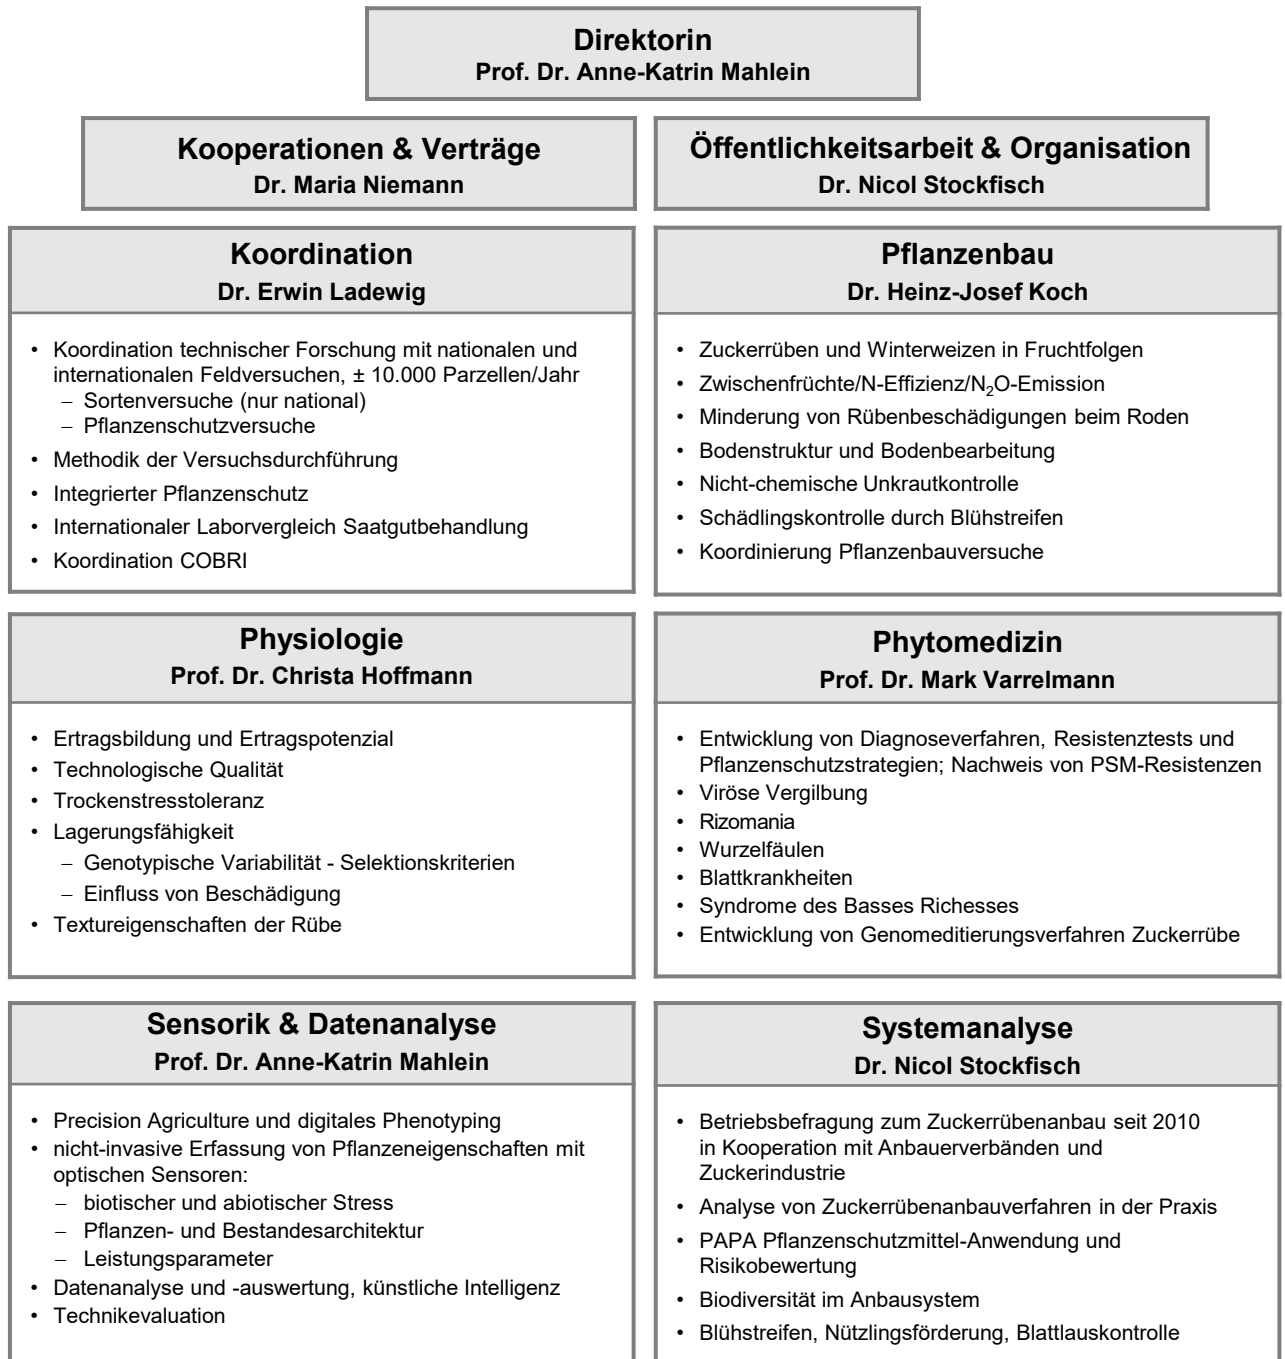 Direktorin
Prof. Dr. Anne-Katrin Mahlein
Kooperationen & Verträge
Dr. Maria Niemann
Öffentlichkeitsarbeit & Organisation
Dr. Nicol Stockfisch
Koordination
Dr. Erwin Ladewig
• Koordination technischer Forschung mit nationalen und
internationalen Feldversuchen, ± 10.000 Parzellen/Jahr
– Sortenversuche (nur national)
– Pflanzenschutzversuche
• Methodik der Versuchsdurchführung
• Integrierter Pflanzenschutz
• Internationaler Laborvergleich Saatgutbehandlung
• Koordination COBRI
Pflanzenbau
Dr. Heinz-Josef Koch
• Zuckerrüben und Winterweizen in Fruchtfolgen
• Zwischenfrüchte/N-Effizienz/N₂O-Emission
• Minderung von Rübenbeschädigungen beim Roden
• Bodenstruktur und Bodenbearbeitung
• Nicht-chemische Unkrautkontrolle
• Schädlingskontrolle durch Blühstreifen
• Koordinierung Pflanzenbauversuche
Physiologie
Prof. Dr. Christa Hoffmann
• Ertragsbildung und Ertragspotenzial
• Technologische Qualität
• Trockenstresstoleranz
• Lagerungsfähigkeit
– Genotypische Variabilität - Selektionskriterien
– Einfluss von Beschädigung
• Textureigenschaften der Rübe
Phytomedizin
Prof. Dr. Mark Varrelmann
• Entwicklung von Diagnoseverfahren, Resistenztests und
Pflanzenschutzstrategien; Nachweis von PSM-Resistenzen
• Viröse Vergilbung
• Rizomania
• Wurzelfäulen
• Blattkrankheiten
• Syndrome des Basses Richesses
• Entwicklung von Genomeditierungsverfahren Zuckerrübe
Sensorik & Datenanalyse
Prof. Dr. Anne-Katrin Mahlein
• Precision Agriculture und digitales Phenotyping
• nicht-invasive Erfassung von Pflanzeneigenschaften mit
optischen Sensoren:
– biotischer und abiotischer Stress
– Pflanzen- und Bestandesarchitektur
– Leistungsparameter
• Datenanalyse und -auswertung, künstliche Intelligenz
• Technikevaluation
Systemanalyse
Dr. Nicol Stockfisch
• Betriebsbefragung zum Zuckerrübenanbau seit 2010
in Kooperation mit Anbauerverbänden und
Zuckerindustrie
• Analyse von Zuckerrübenanbauverfahren in der Praxis
• PAPA Pflanzenschutzmittel-Anwendung und
Risikobewertung
• Biodiversität im Anbausystem
• Blühstreifen, Nützlingsförderung, Blattlauskontrolle